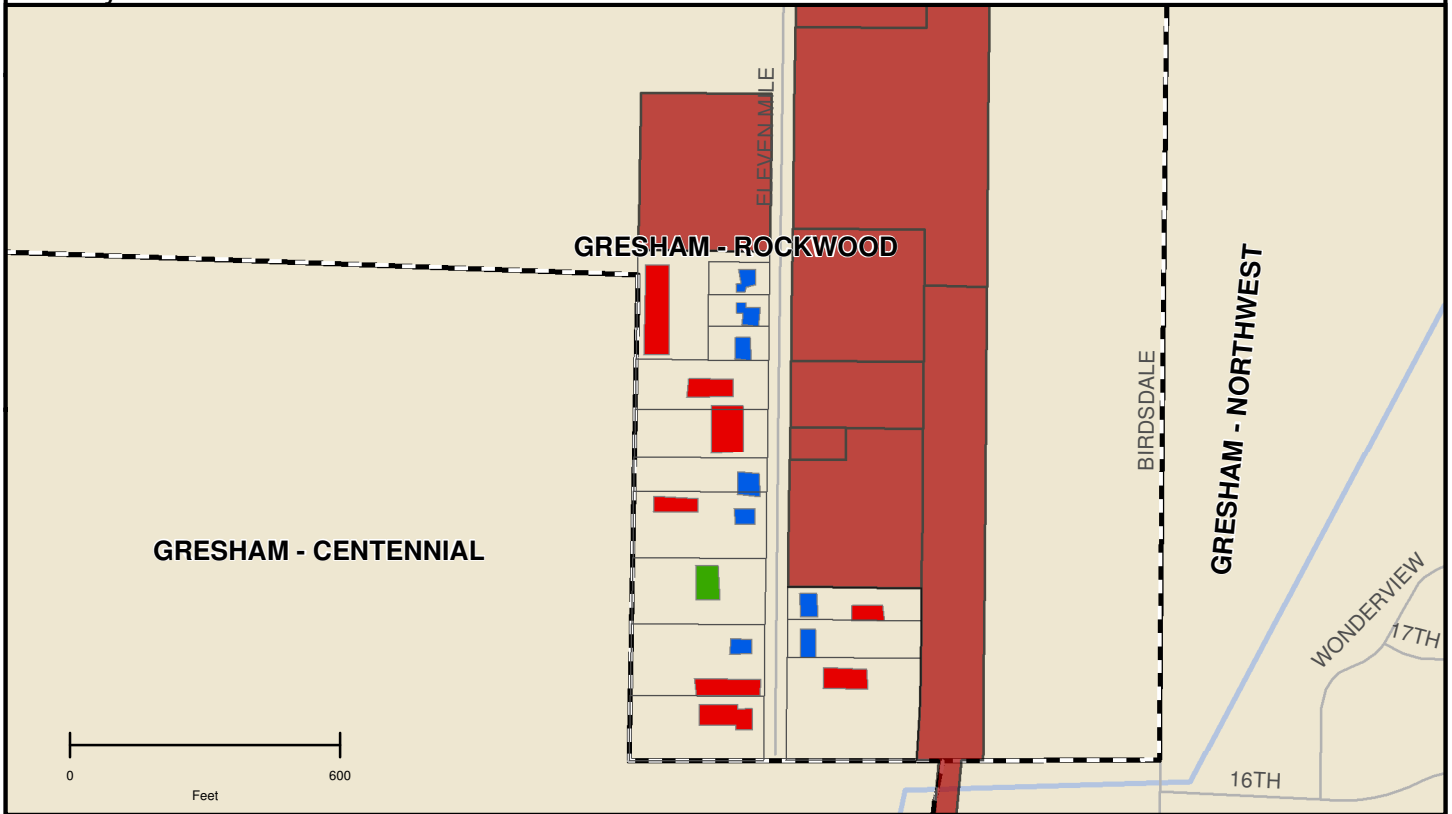 ELEVEN MILE
GRESHAM - ROCKWOOD
GRESHAM - NORTHWEST
BIRDSDALE
GRESHAM - CENTENNIAL
WONDERVIEW
17TH
16TH
0 600
Feet